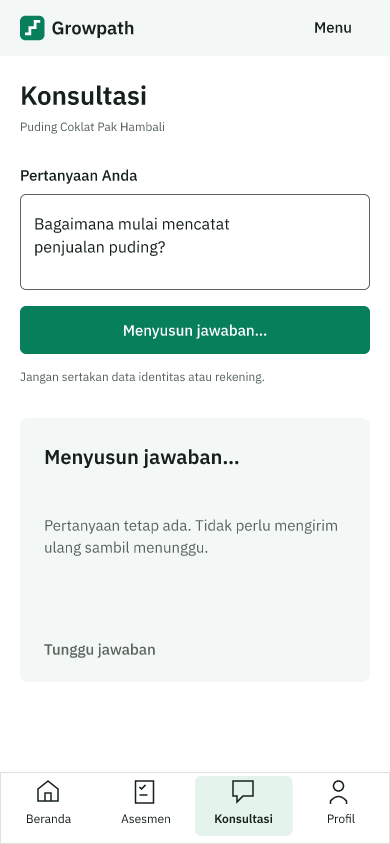 Growpath
Menu
Konsultasi
Puding Coklat Pak Hambali
Pertanyaan Anda
Bagaimana mulai mencatat
penjualan puding?
Menyusun jawaban...
Jangan sertakan data identitas atau rekening.
Menyusun jawaban...
Pertanyaan tetap ada. Tidak perlu mengirim
ulang sambil menunggu.
Tunggu jawaban
Beranda
Asesmen
Konsultasi
Profil